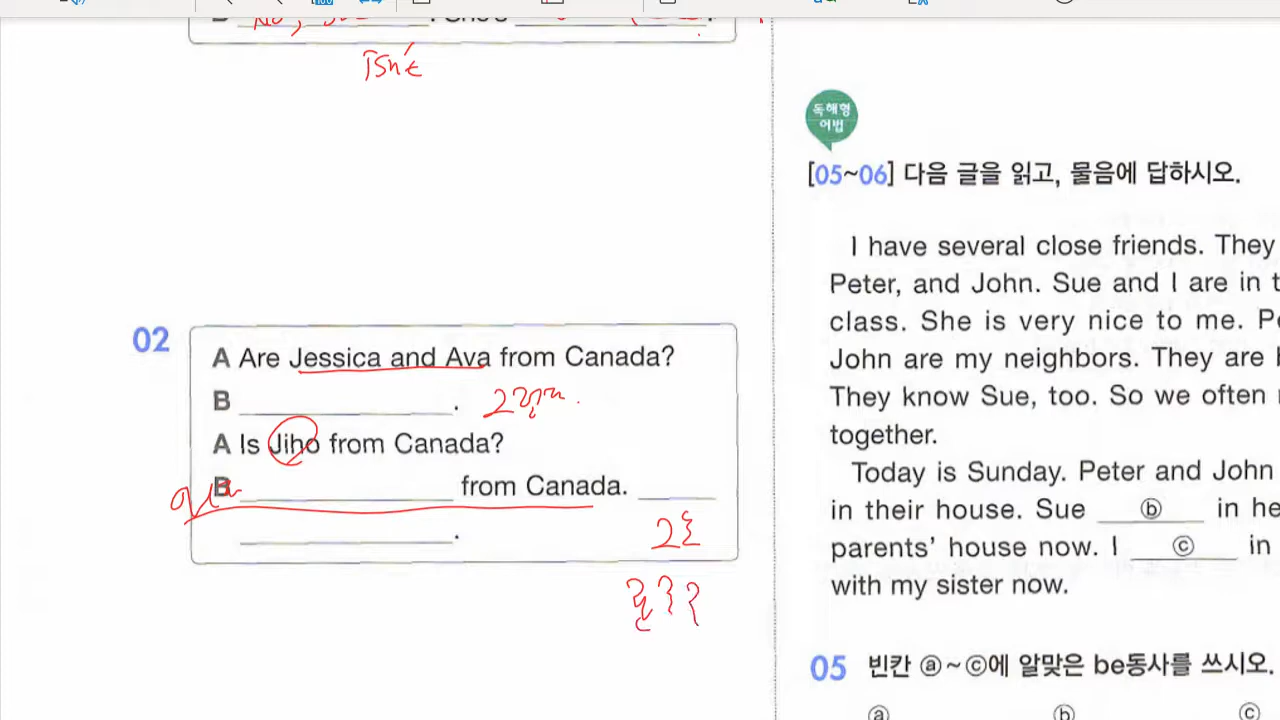 isn't
02
A Are Jessica and Ava from Canada?
B ____________.
A Is Jiho from Canada?
B ____________ from Canada. _____
____________.
독해형
어법
[05~06] 다음 글을 읽고, 물음에 답하시오.
I have several close friends. They
Peter, and John. Sue and I are in t
class. She is very nice to me. Pe
John are my neighbors. They are
They know Sue, too. So we often
together.
Today is Sunday. Peter and John
in their house. Sue ⓑ in he
parents' house now. I ⓒ in
with my sister now.
05 빈칸 ⓐ~ⓒ에 알맞은 be동사를 쓰시오.
ⓐ ⓑ ⓒ